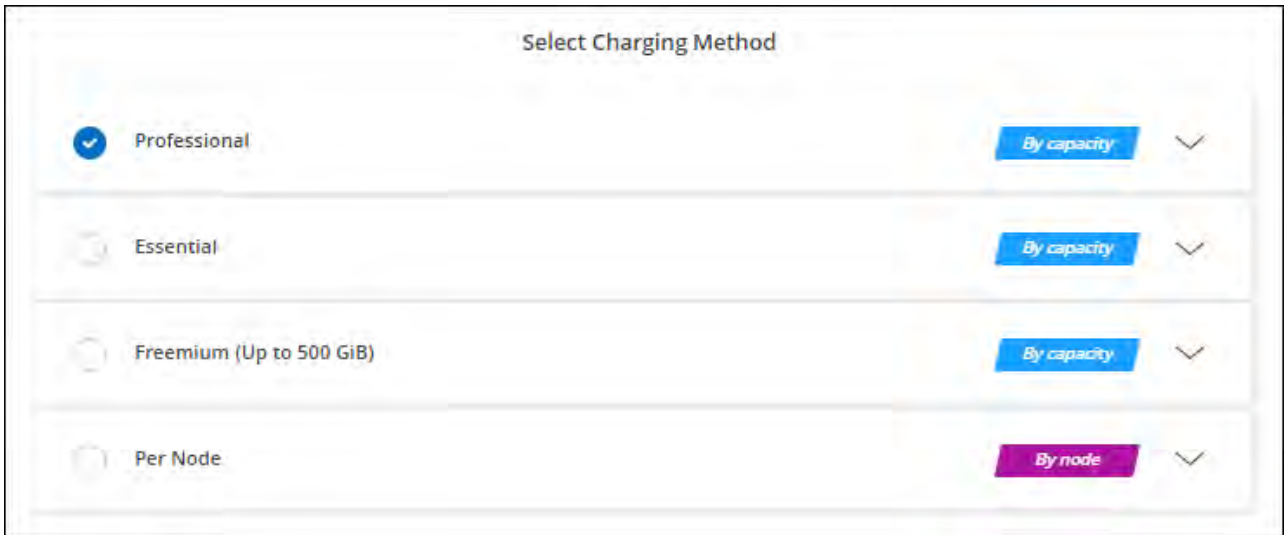 Select Charging Method
Professional By capacity
Essential By capacity
Freemium (Up to 500 GiB) By capacity
Per Node By node